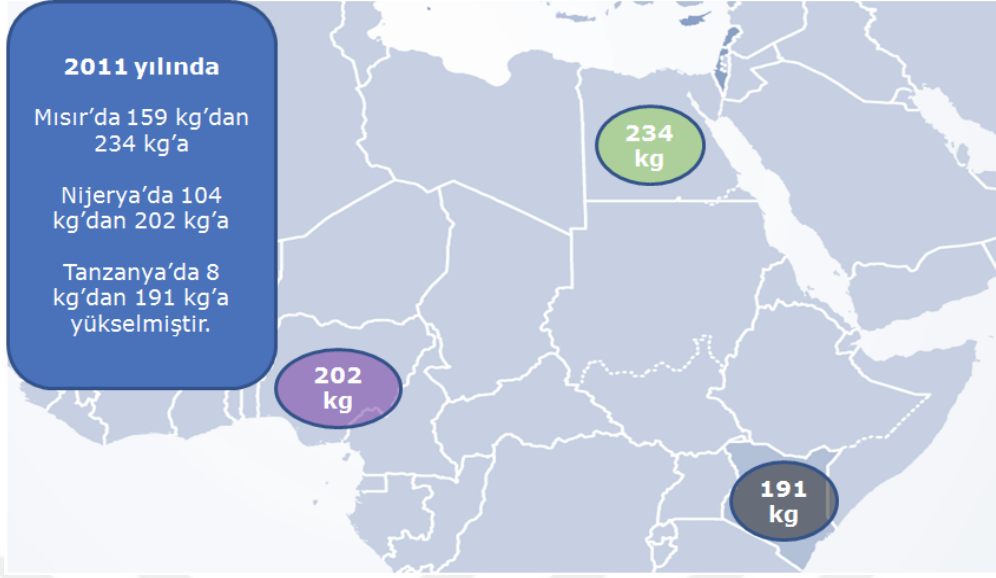 2011 yılında
Mısır’da 159 kg’dan
234 kg’a
Nijerya’da 104
kg’dan 202 kg’a
Tanzanya’da 8
kg’dan 191 kg’a
yükselmiştir.
234
kg
202
kg
191
kg